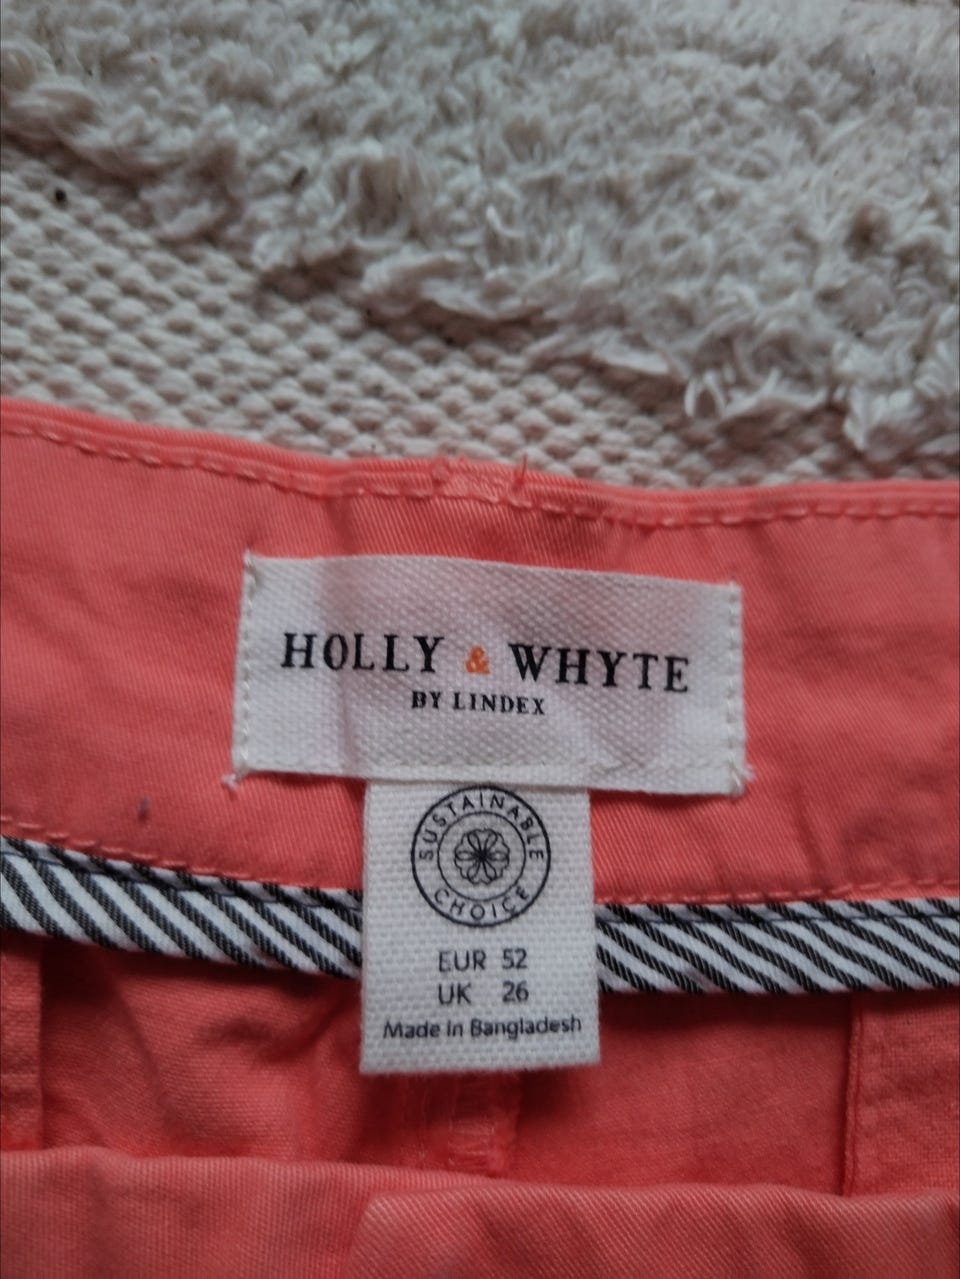 HOLLY & WHYTE
BY LINDEX
SUSTAINABLE
CHOICE
EUR 52
UK 26
Made In Bangladesh